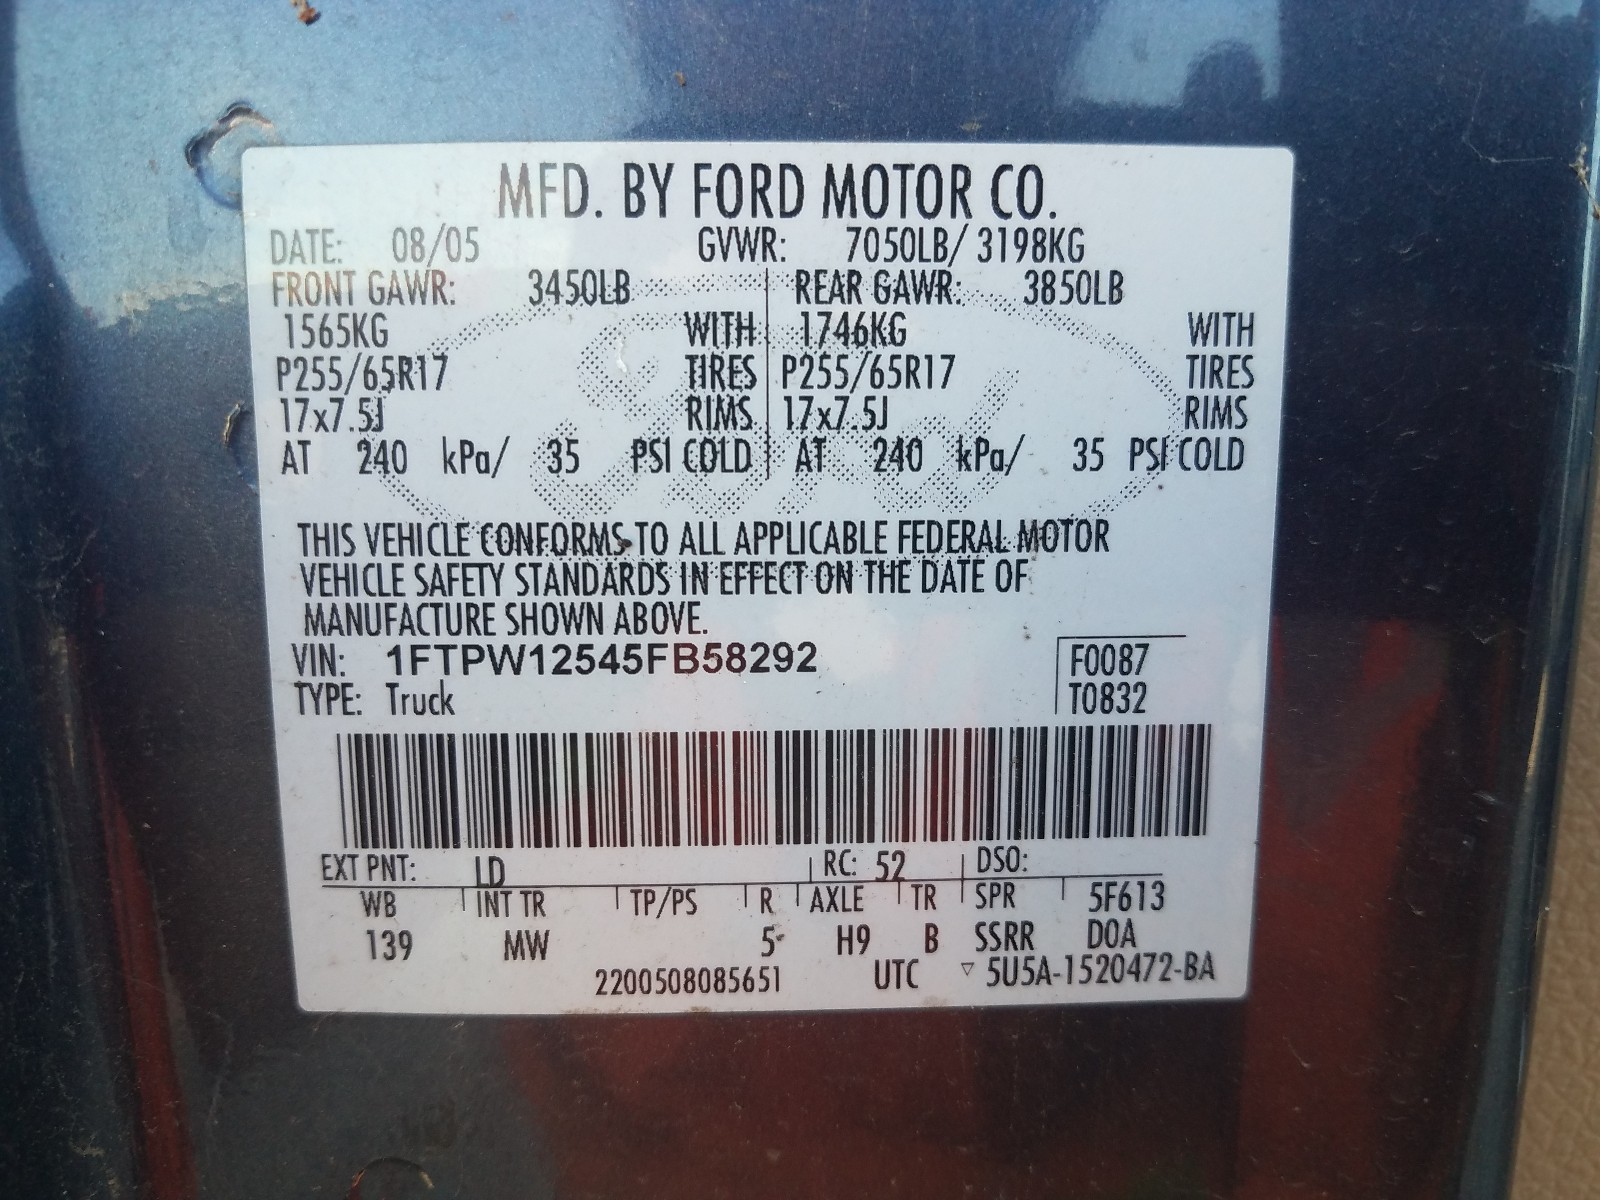 MFD. BY FORD MOTOR CO.
DATE: 08/05 GVWR: 7050LB/ 3198KG
FRONT GAWR: 3450LB REAR GAWR: 3850LB
1565KG WITH 1746KG WITH
P255/65R17 TIRES P255/65R17 TIRES
17x7.5J RIMS 17x7.5J RIMS
AT 240 kPa/ 35 PSI COLD AT 240 kPa/ 35 PSI COLD
Ford
THIS VEHICLE CONFORMS TO ALL APPLICABLE FEDERAL MOTOR
VEHICLE SAFETY STANDARDS IN EFFECT ON THE DATE OF
MANUFACTURE SHOWN ABOVE.
VIN: 1FTPW12545FB58292 F0087
TYPE: Truck T0832
EXT PNT: LD RC: 52 DSO:
WB INT TR TP/PS R AXLE TR SPR 5F613
139 MW 5 H9 B SSRR DOA
2200508085651 UTC ▽ 5U5A-1520472-BA